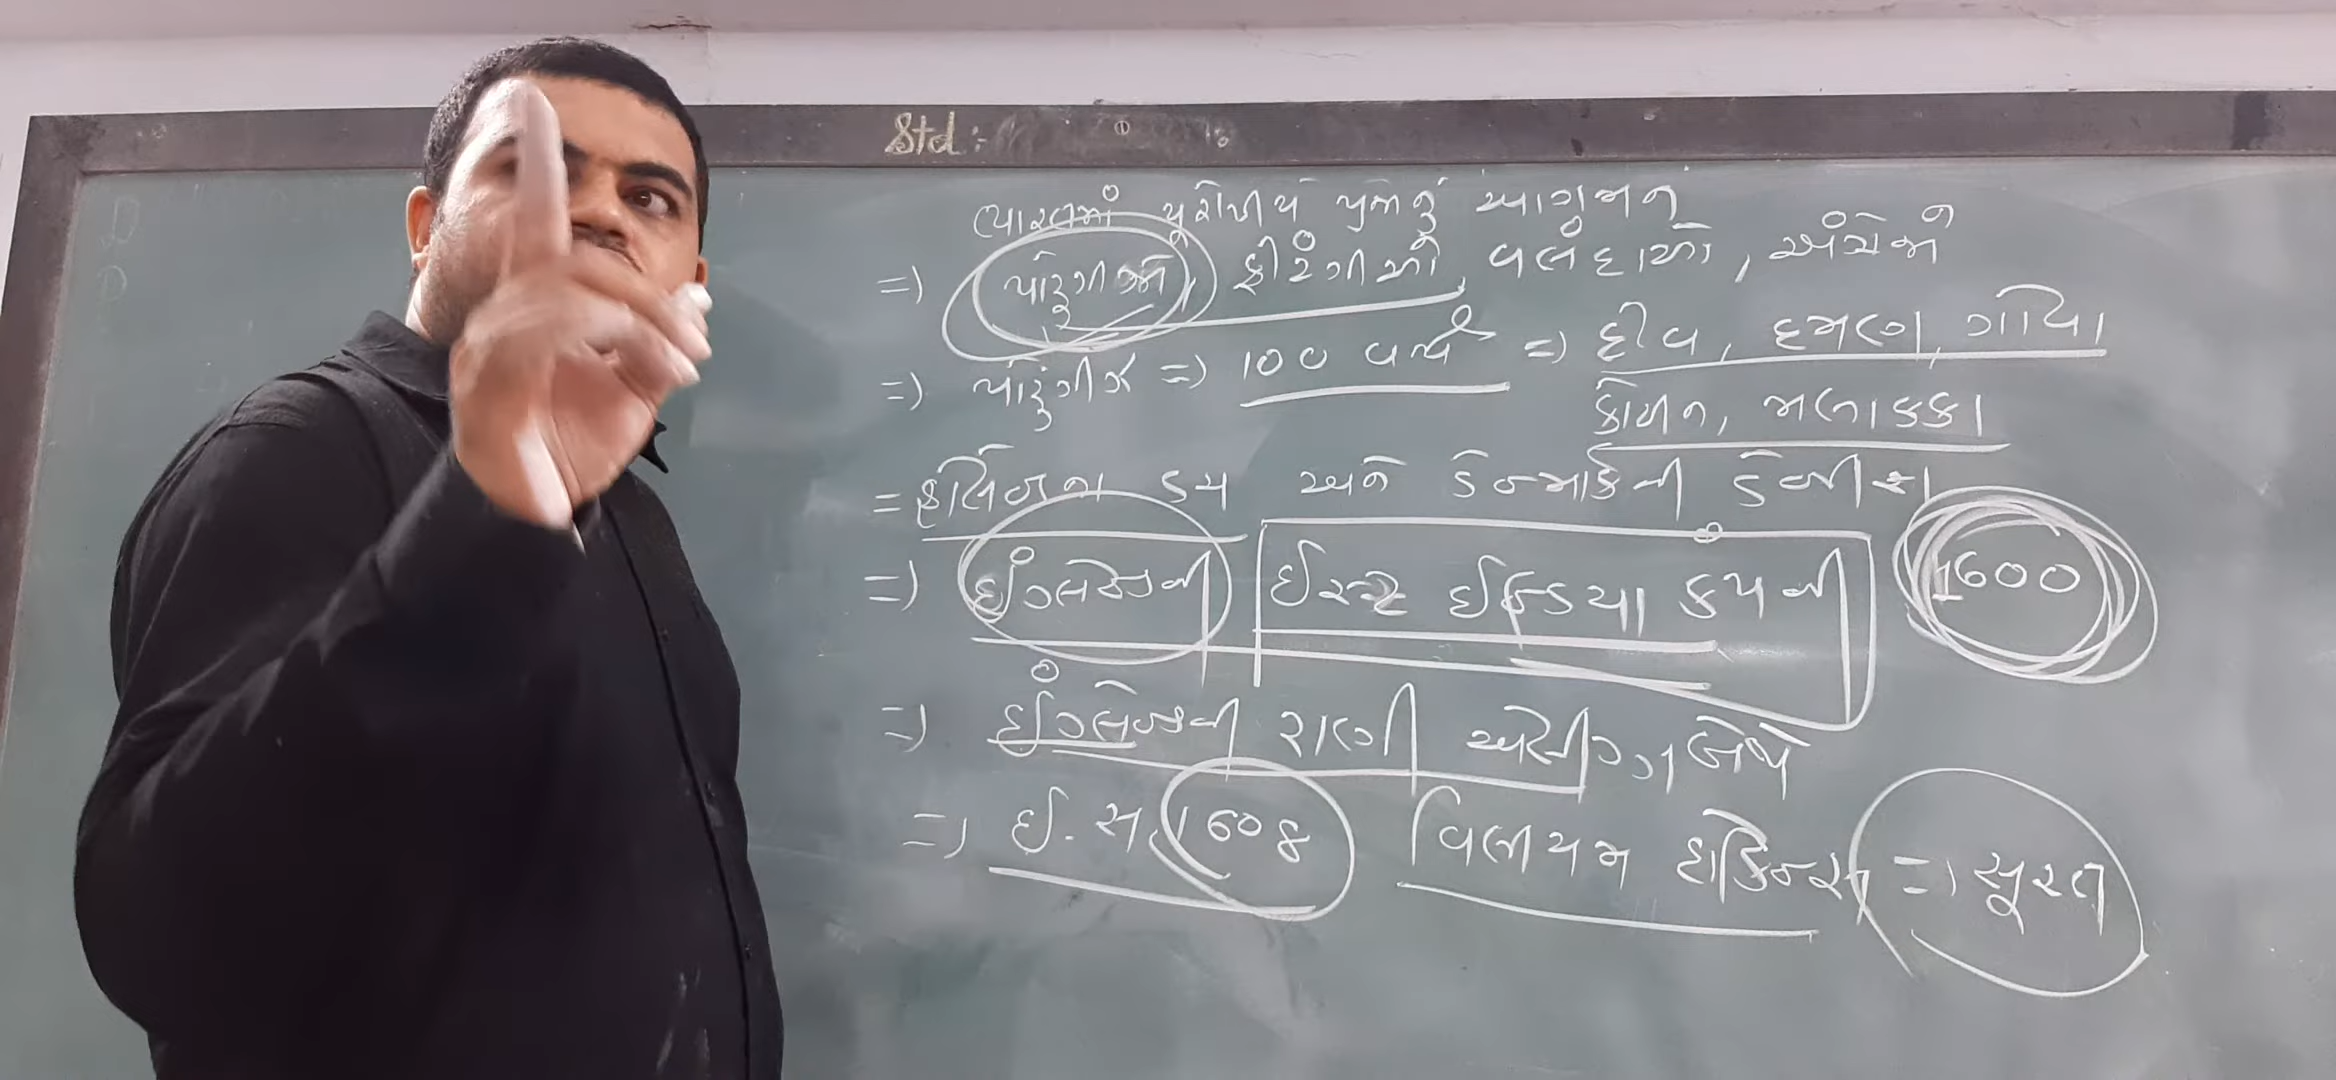 Std :-
ભારતમાં યુરોપીય પ્રજાનું આગમન
=) પોર્ટુગીઝો, ફીરંગીઓ, વલંદાઓ, અંગ્રેજો
=) પોર્ટુગીઝ =) 100 વર્ષ =) દીવ, દમણ, ગોવા
કોચીન, મલાક્કા
= હોલેન્ડના ડચ અને ડેન્માર્કની ડેનીશ
=) ઈંગ્લેન્ડની ઈસ્ટ ઈન્ડિયા કંપની 1600
=) ઈંગ્લેન્ડની રાણી એલીઝાબેથે
=) ઈ.સ. 1608 વિલીયમ હોકિન્સ =) સૂરત